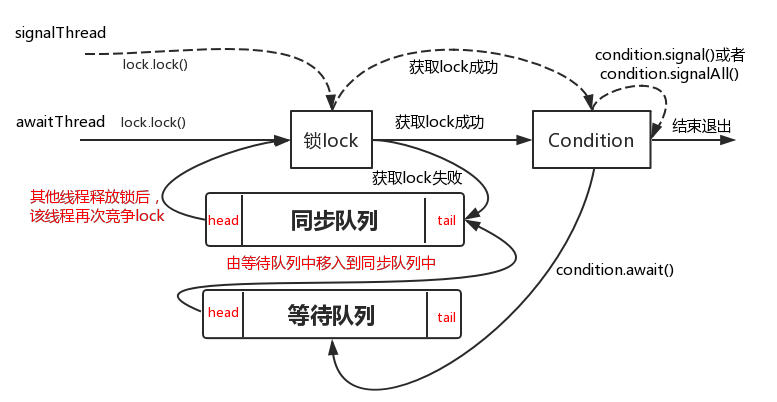 signalThread
lock.lock()
获取lock成功
condition.signal()或者
condition.signalAll()
awaitThread
lock.lock()
锁lock
获取lock成功
Condition
结束退出
获取lock失败
其他线程释放锁后，
该线程再次竞争lock
head
同步队列
tail
由等待队列中移入到同步队列中
condition.await()
head
等待队列
tail